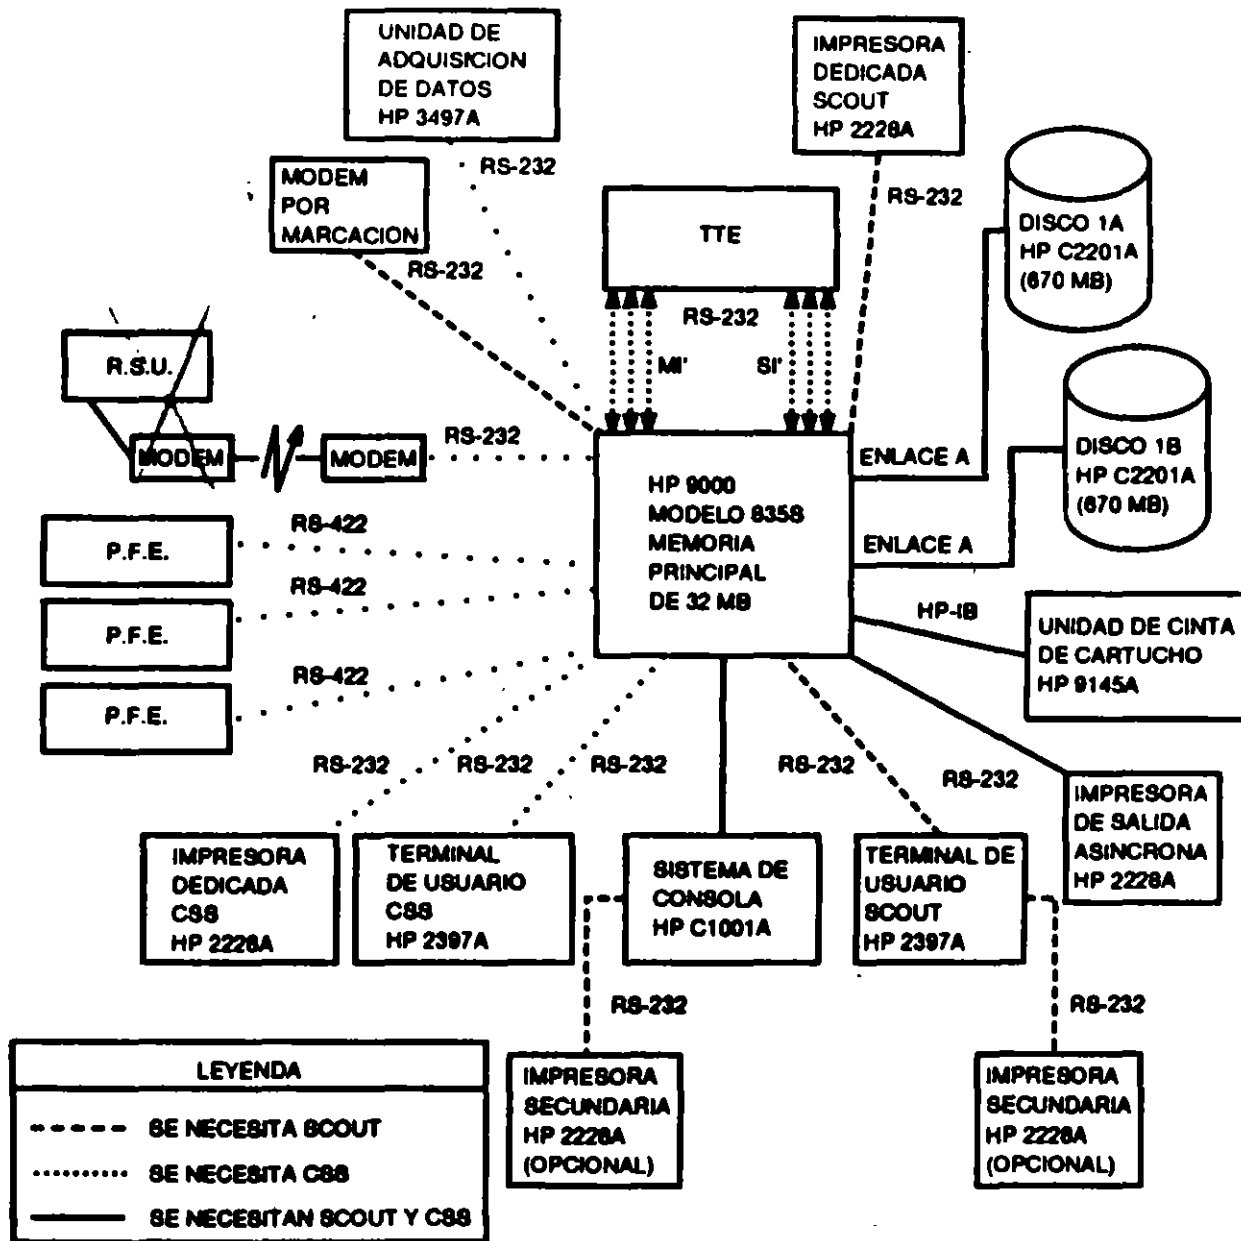 UNIDAD DE
ADQUISICION
DE DATOS
HP 3497A
IMPRESORA
DEDICADA
SCOUT
HP 2228A
RS-232
MODEM
POR
MARCACION
RS-232
TTE
RS-232
DISCO 1A
HP C2201A
(670 MB)
RS-232
MI'
SI'
R.S.U.
MODEM
MODEM
RS-232
DISCO 1B
HP C2201A
(670 MB)
ENLACE A
HP 9000
MODELO 835S
MEMORIA
PRINCIPAL
DE 32 MB
ENLACE A
RS-422
P.F.E.
RS-422
P.F.E.
RS-422
P.F.E.
HP-IB
UNIDAD DE CINTA
DE CARTUCHO
HP 9145A
RS-232
RS-232
RS-232
RS-232
RS-232
IMPRESORA
DE SALIDA
ASINCRONA
HP 2228A
IMPRESORA
DEDICADA
CSS
HP 2228A
TERMINAL
DE USUARIO
CSS
HP 2397A
SISTEMA DE
CONSOLA
HP C1001A
TERMINAL DE
USUARIO
SCOUT
HP 2397A
RS-232
RS-232
IMPRESORA
SECUNDARIA
HP 2228A
(OPCIONAL)
IMPRESORA
SECUNDARIA
HP 2228A
(OPCIONAL)
LEYENDA
SE NECESITA SCOUT
SE NECESITA CSS
SE NECESITAN SCOUT Y CSS